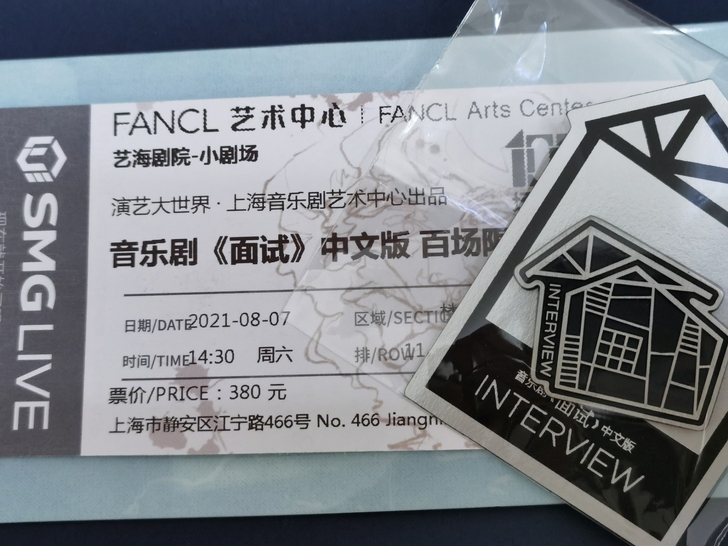 SMG LIVE
FANCL 艺术中心 | FANCL Arts Center
艺海剧院-小剧场
演艺大世界·上海音乐剧艺术中心出品
音乐剧《面试》中文版 百场
日期/DATE 2021-08-07
区域/SECTIO
时间/TIME 14:30 周六
排/ROW 11
票价/PRICE：380 元
上海市静安区江宁路466号 No. 466 Jiangn
INTERVIEW
音乐剧《面试》中文版
INTERVIEW